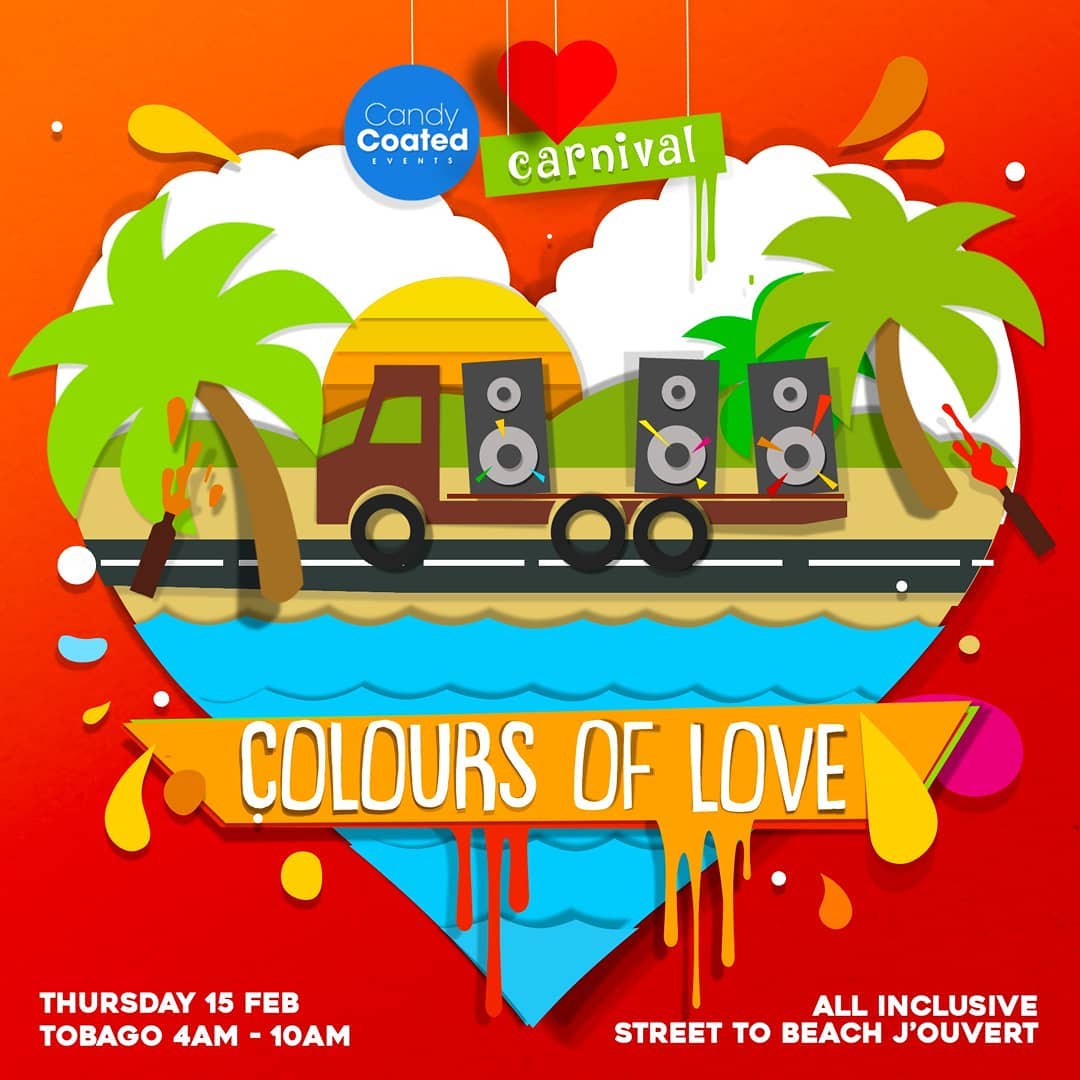 Candy
Coated
EVENTS
carnival
COLOURS OF LOVE
THURSDAY 15 FEB
TOBAGO 4AM - 10AM
ALL INCLUSIVE
STREET TO BEACH J'OUVERT